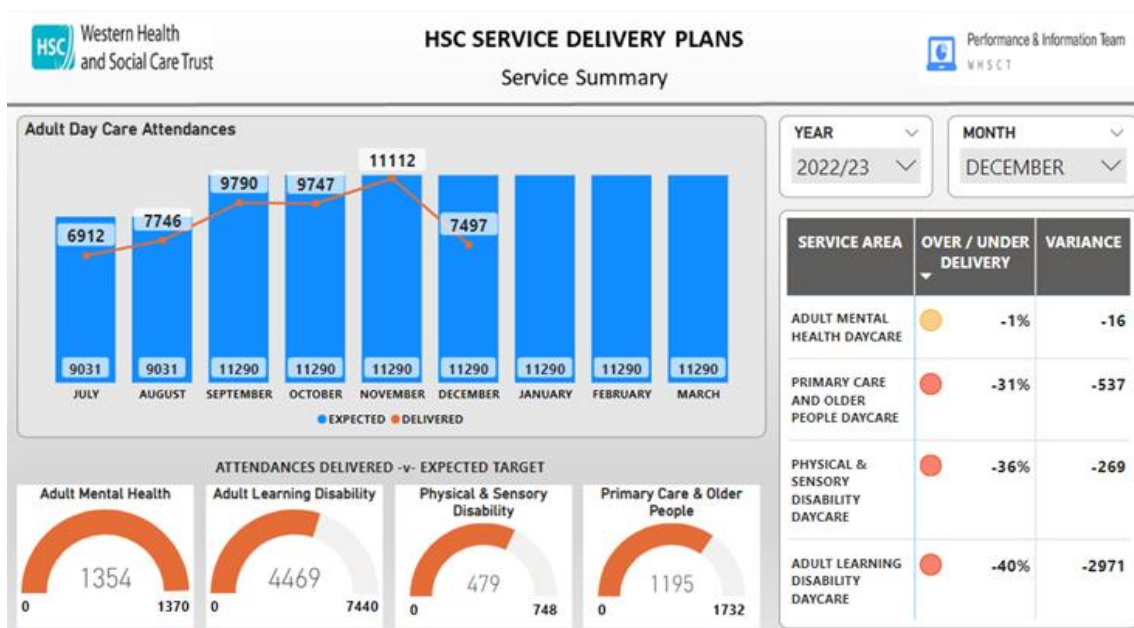 HSC
Western Health
and Social Care Trust
HSC SERVICE DELIVERY PLANS
Service Summary
Performance & Information Team
WHSCT
Adult Day Care Attendances
6912
7746
9790
9747
11112
7497
9031
9031
11290
11290
11290
11290
11290
11290
11290
JULY
AUGUST
SEPTEMBER
OCTOBER
NOVEMBER
DECEMBER
JANUARY
FEBRUARY
MARCH
EXPECTED
DELIVERED
YEAR
2022/23
MONTH
DECEMBER
SERVICE AREA
OVER / UNDER
DELIVERY
VARIANCE
ADULT MENTAL
HEALTH DAYCARE
-1%
-16
PRIMARY CARE
AND OLDER
PEOPLE DAYCARE
-31%
-537
PHYSICAL &
SENSORY
DISABILITY
DAYCARE
-36%
-269
ADULT LEARNING
DISABILITY
DAYCARE
-40%
-2971
ATTENDANCES DELIVERED -v- EXPECTED TARGET
Adult Mental Health
1354
0
1370
Adult Learning Disability
4469
0
7440
Physical & Sensory
Disability
479
0
748
Primary Care & Older
People
1195
0
1732